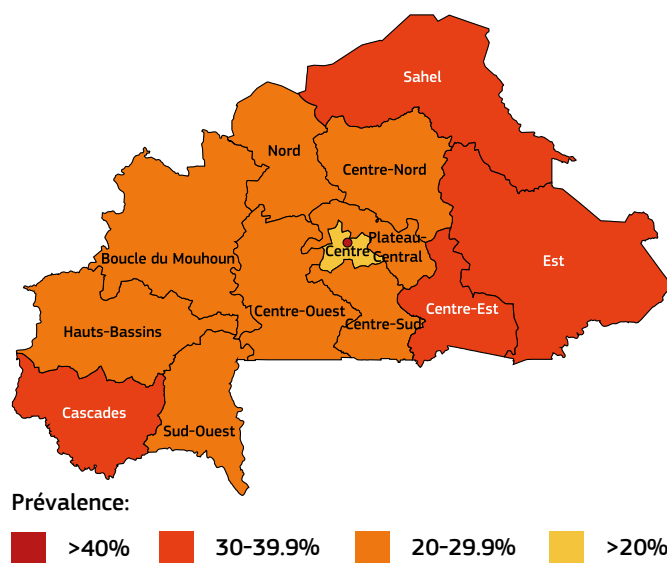 Sahel
Nord
Centre-Nord
Boucle du Mouhoun
Centre
Plateau-
Central
Est
Centre-Ouest
Centre-Sud
Centre-Est
Hauts-Bassins
Cascades
Sud-Ouest
Prévalence:
>40% 30-39.9% 20-29.9% >20%